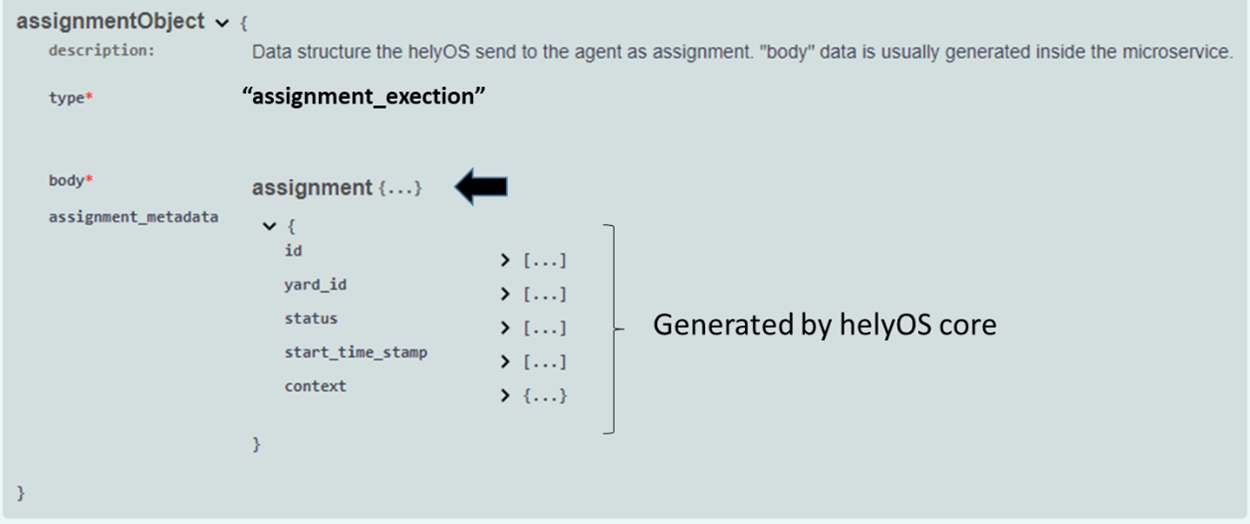 assignmentObject {
description: Data structure the helyOS send to the agent as assignment. "body" data is usually generated inside the microservice.
type* “assignment_exection”
body* assignment {...}
assignment_metadata
{
id > [...]
yard_id > [...]
status > [...]
start_time_stamp > [...]
context > {...}
}
Generated by helyOS core
}